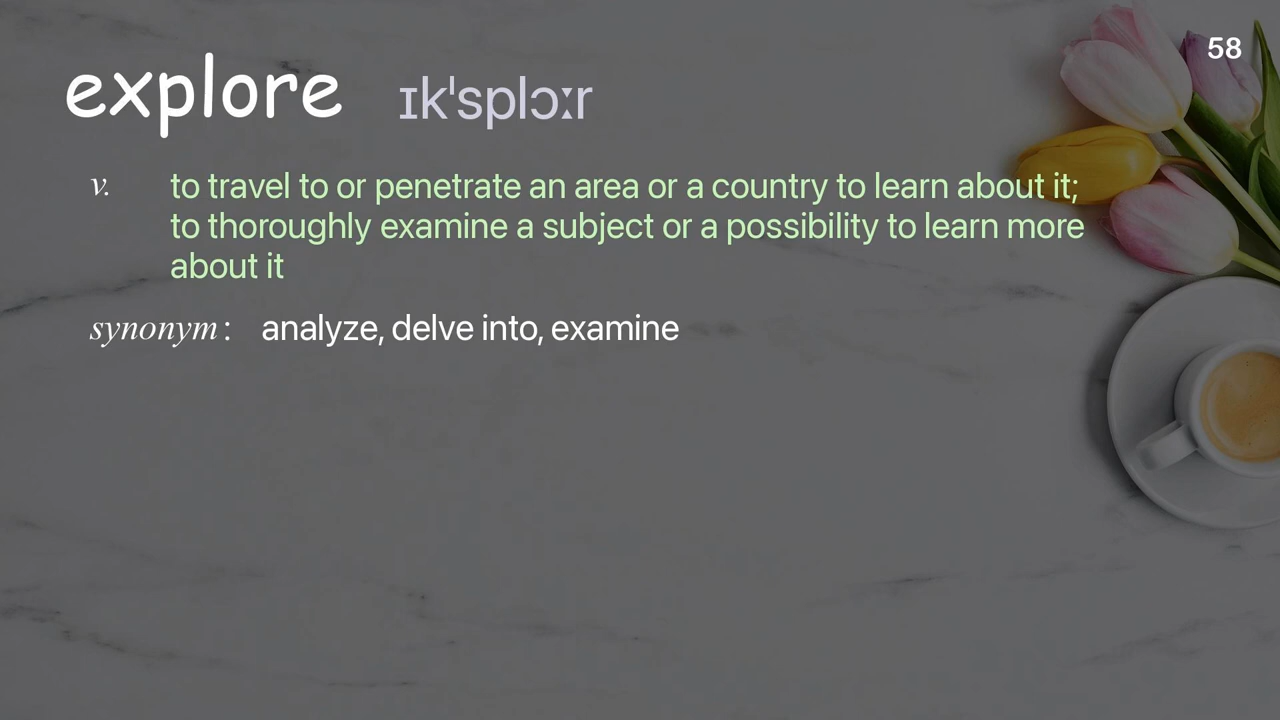 58
explore ɪkˈsplɔːr
v. to travel to or penetrate an area or a country to learn about it;
to thoroughly examine a subject or a possibility to learn more
about it
synonym: analyze, delve into, examine